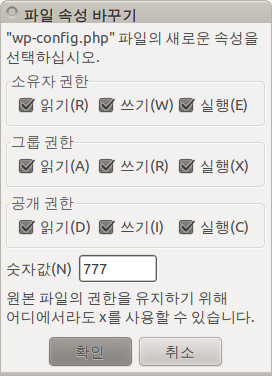 파일 속성 바꾸기
"wp-config.php" 파일의 새로운 속성을
선택하십시오.
소유자 권한
읽기(R) 쓰기(W) 실행(E)
그룹 권한
읽기(A) 쓰기(R) 실행(X)
공개 권한
읽기(D) 쓰기(I) 실행(C)
숫자값(N) 777
원본 파일의 권한을 유지하기 위해
어디에서라도 x를 사용할 수 있습니다.
확인 취소